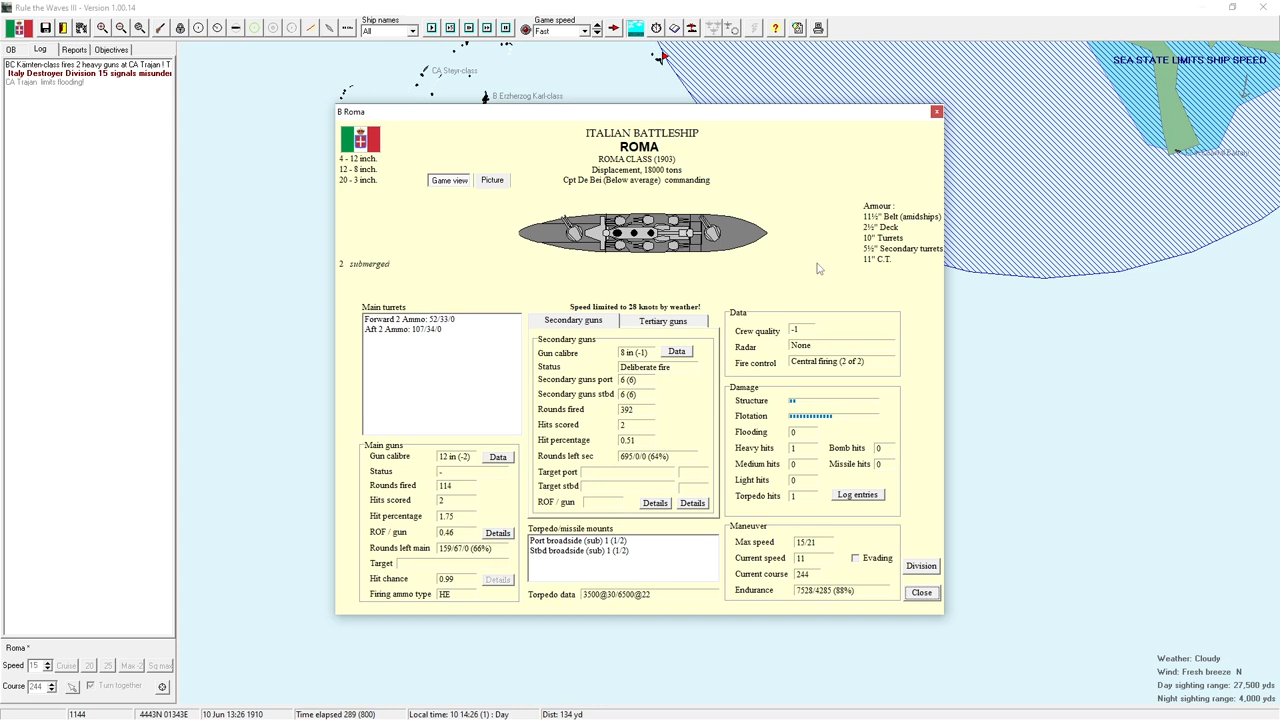 Rule the Waves III - Version 1.00.14
Ship names
All
Game speed
Fast
OB Log Reports Objectives
BC Kärnten-class fires 2 heavy guns at CA Trajan ! T
Italy Destroyer Division 15 signals misunder
CA Trajan limits flooding!
CA Steyr-class
B Erzherzog Karl-class
SEA STATE LIMITS SHIP SPEED
B Roma
ITALIAN BATTLESHIP
ROMA
ROMA CLASS (1903)
Displacement, 18000 tons
Cpt De Bei (Below average) commanding
4 - 12 inch.
12 - 8 inch.
20 - 3 inch.
Game view
Picture
Armour :
11½" Belt (amidships)
2½" Deck
10" Turrets
5½" Secondary turrets
11" C.T.
2 submerged
Speed limited to 28 knots by weather!
Main turrets
Forward 2 Ammo: 52/33/0
Aft 2 Ammo: 107/34/0
Main guns
Gun calibre 12 in (-2) Data
Status -
Rounds fired 114
Hits scored 2
Hit percentage 1.75
ROF / gun 0.46 Details
Rounds left main 159/67/0 (66%)
Target
Hit chance 0.99 Details
Firing ammo type HE
Secondary guns Tertiary guns
Secondary guns
Gun calibre 8 in (-1) Data
Status Deliberate fire
Secondary guns port 6 (6)
Secondary guns stbd 6 (6)
Rounds fired 392
Hits scored 2
Hit percentage 0.51
Rounds left sec 695/0/0 (64%)
Target port
Target stbd
ROF / gun Details Details
Torpedo/missile mounts
Port broadside (sub) 1 (1/2)
Stbd broadside (sub) 1 (1/2)
Torpedo data 3500@30/6500@22
Data
Crew quality -1
Radar None
Fire control Central firing (2 of 2)
Damage
Structure
Flotation
Flooding 0
Heavy hits 1 Bomb hits 0
Medium hits 0 Missile hits 0
Light hits 0
Torpedo hits 1 Log entries
Maneuver
Max speed 15/21
Current speed 11 Evading
Current course 244
Endurance 7528/4285 (88%)
Division
Close
Roma *
Speed 15 Cruise 20 25 Max -2 Sq max
Course 244 Turn together
Weather: Cloudy
Wind: Fresh breeze N
Day sighting range: 27,500 yds
Night sighting range: 4,000 yds
1144 4443N 01343E 10 Jun 13:26 1910 Time elapsed 289 (800) Local time: 10 14:26 (1) : Day Dist: 134 yd